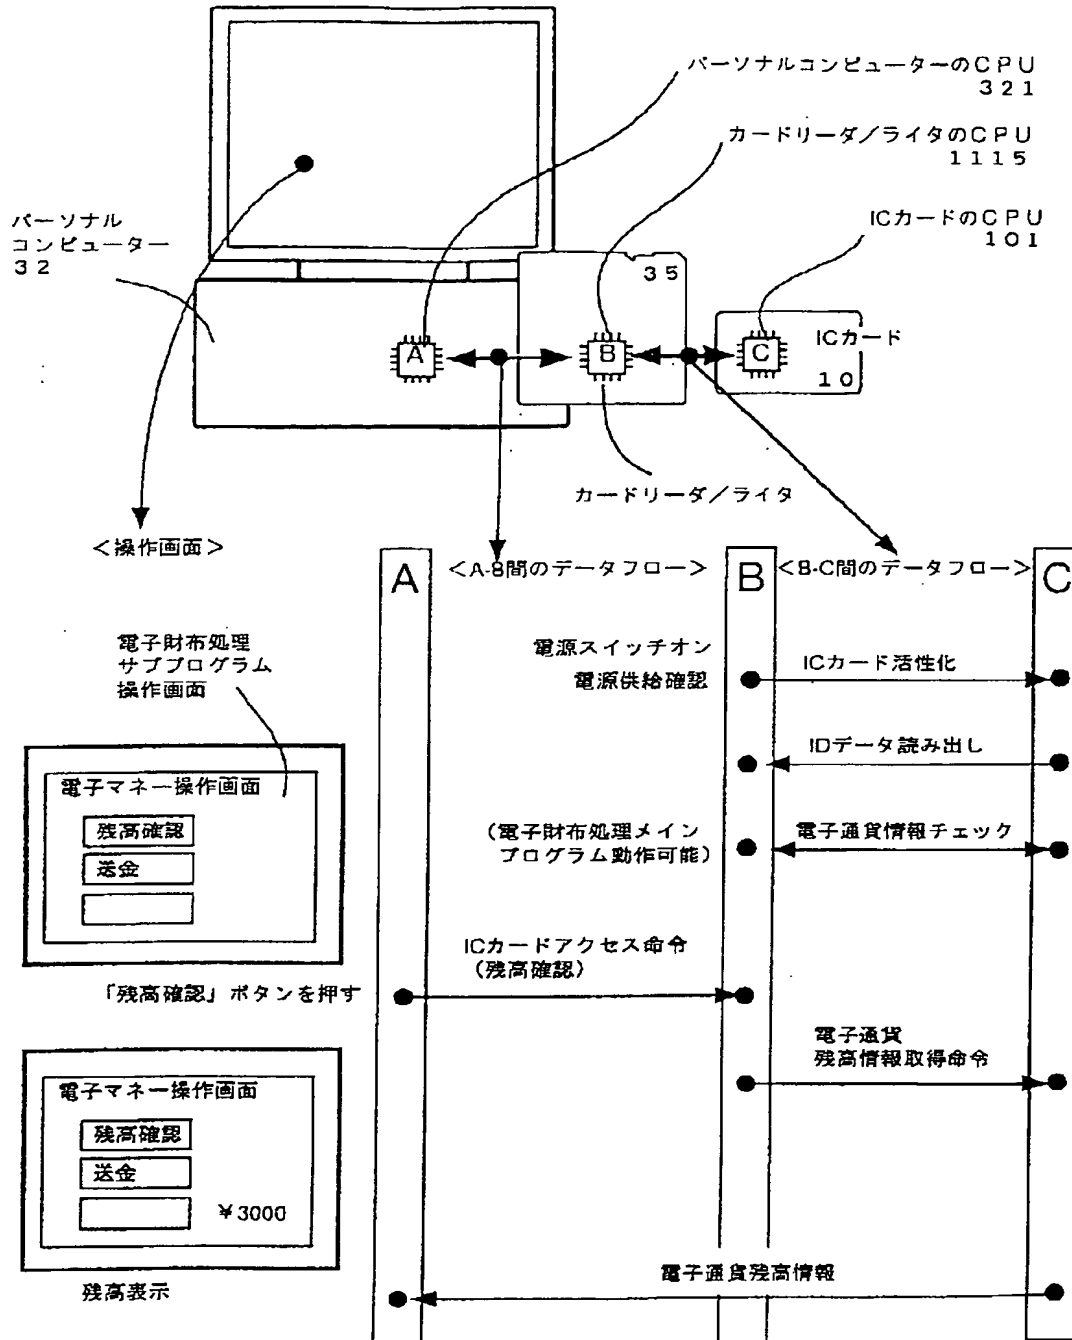 パーソナルコンピューターのCPU
321
カードリーダ/ライタのCPU
1115
ICカードのCPU
101
パーソナル
コンピューター
32
35
A
B
C
ICカード
10
カードリーダ/ライタ
<操作画面>
A
<A-B間のデータフロー>
B
<B-C間のデータフロー>
C
電子財布処理
サブプログラム
操作画面
電源スイッチオン
電源供給確認
ICカード活性化
IDデータ読み出し
電子マネー操作画面
残高確認
送金
(電子財布処理メイン
プログラム動作可能)
電子通貨情報チェック
ICカードアクセス命令
(残高確認)
「残高確認」ボタンを押す
電子通貨
残高情報取得命令
電子マネー操作画面
残高確認
送金
¥3000
残高表示
電子通貨残高情報